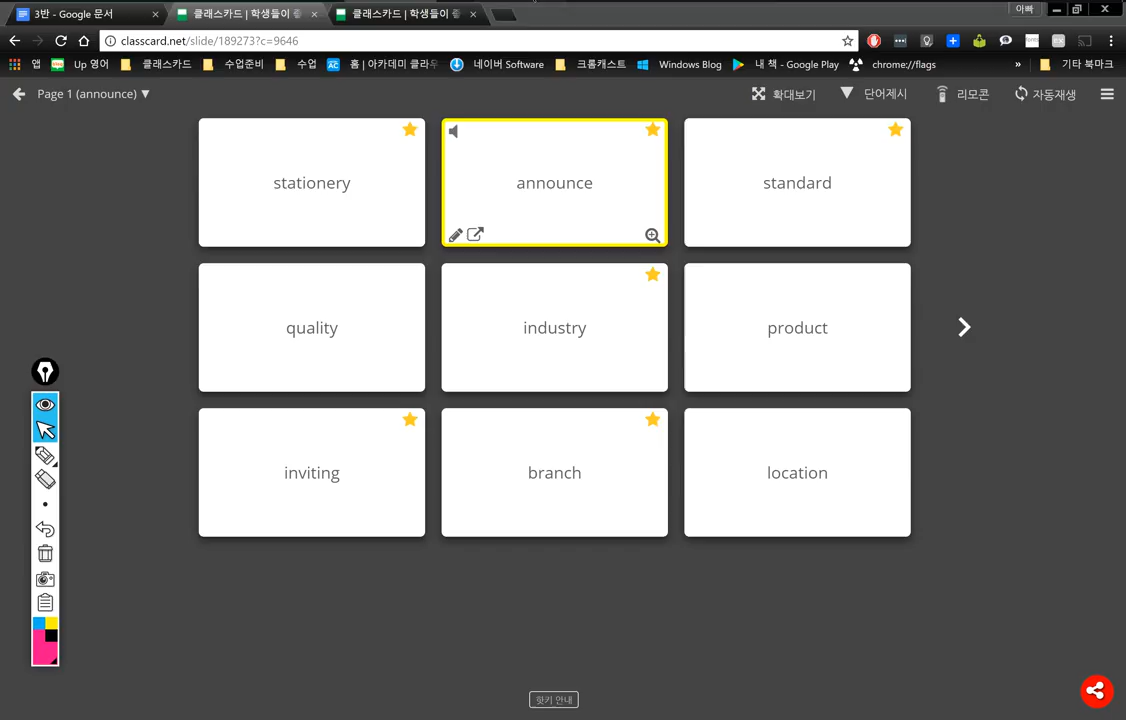 3반 - Google 문서
클래스카드 | 학생들이 즐
클래스카드 | 학생들이 즐
아빠
classcard.net/slide/189273?c=9646
앱
Up 영어
클래스카드
수업준비
수업
AC
홈 | 아카데미 클라우
네이버 Software
크롬캐스트
Windows Blog
내 책 - Google Play
chrome://flags
»
기타 북마크
Page 1 (announce) ▼
확대보기
단어제시
리모콘
자동재생
stationery
announce
standard
quality
industry
product
inviting
branch
location
핫키 안내